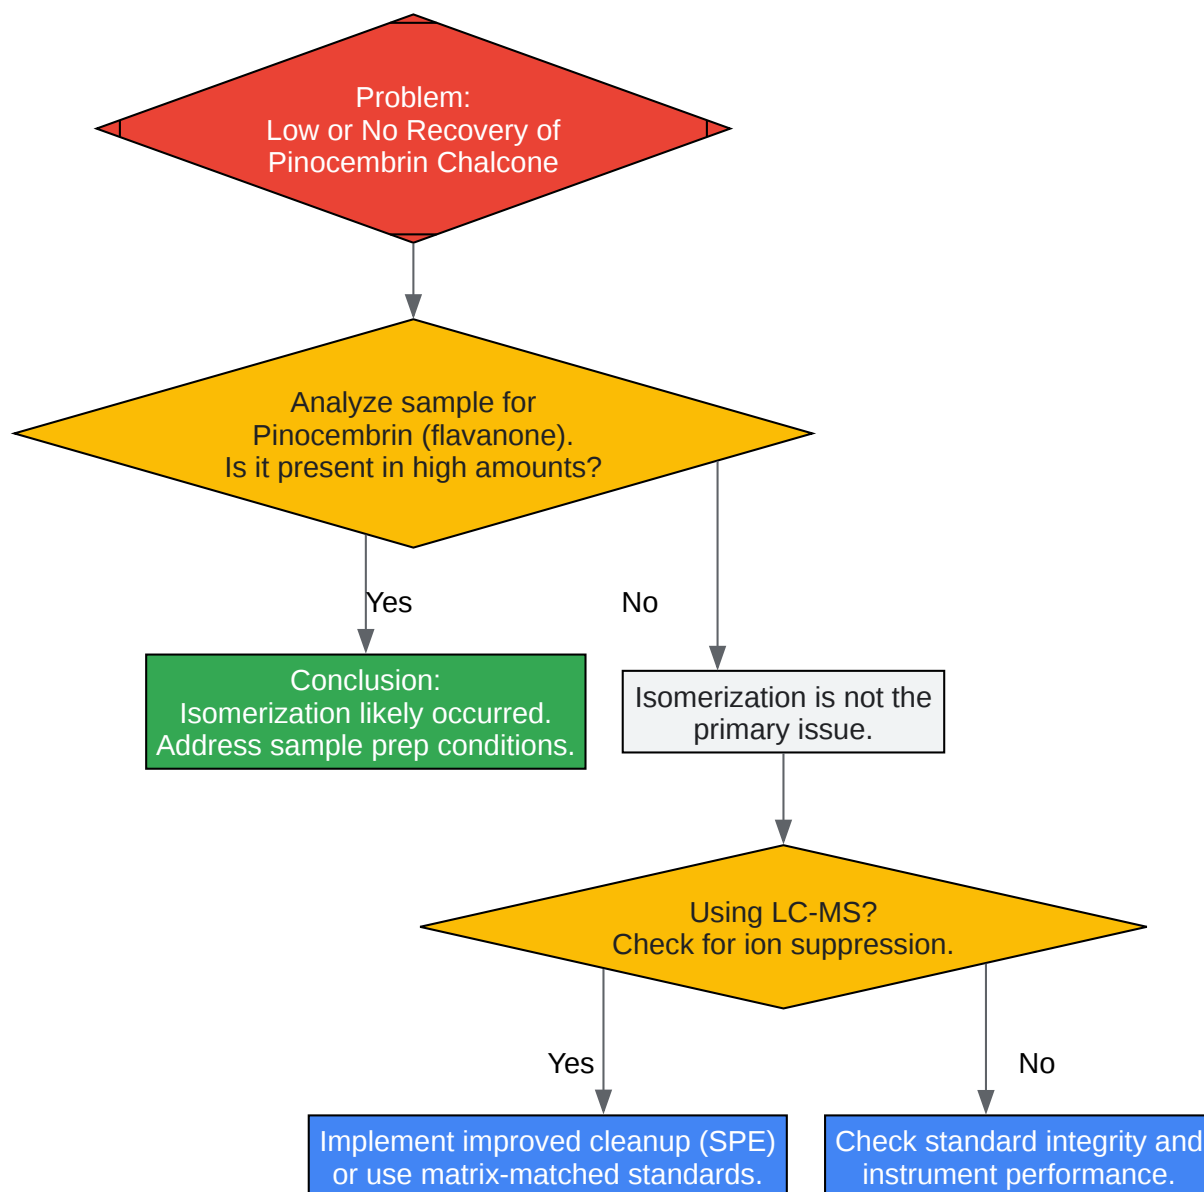 Problem:
Low or No Recovery of
Pinocembrin Chalcone
Analyze sample for
Pinocembrin (flavanone).
Is it present in high amounts?
Yes
No
Conclusion:
Isomerization likely occurred.
Address sample prep conditions.
Isomerization is not the
primary issue.
Using LC-MS?
Check for ion suppression.
Yes
No
Implement improved cleanup (SPE)
or use matrix-matched standards.
Check standard integrity and
instrument performance.